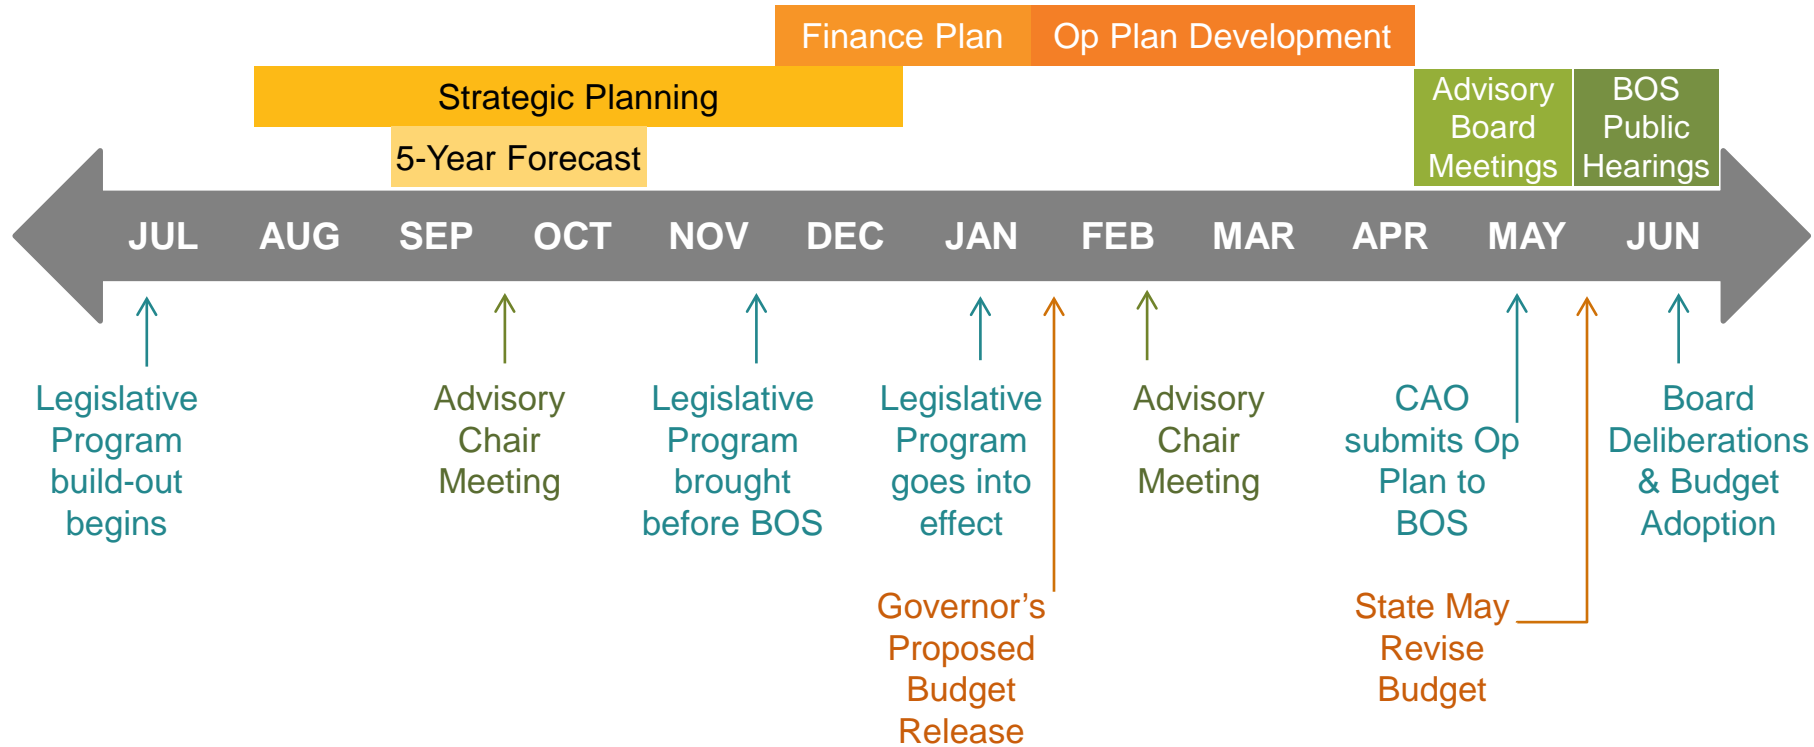 Finance Plan
Op Plan Development
Strategic Planning
5-Year Forecast
Advisory
Board
Meetings
BOS
Public
Hearings
JUL AUG SEP OCT NOV DEC JAN FEB MAR APR MAY JUN
Legislative
Program
build-out
begins
Advisory
Chair
Meeting
Legislative
Program
brought
before BOS
Legislative
Program
goes into
effect
Advisory
Chair
Meeting
CAO
submits Op
Plan to
BOS
Board
Deliberations
& Budget
Adoption
Governor’s
Proposed
Budget
Release
State May
Revise
Budget